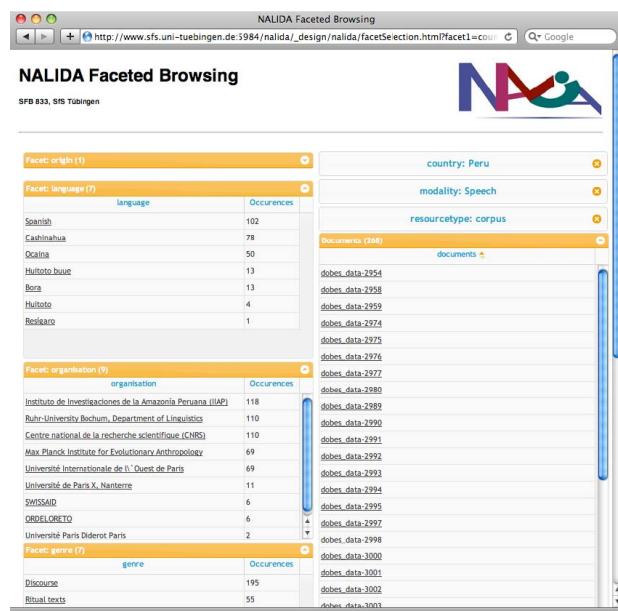 NALIDA Faceted Browsing
http://www.sfs.uni-tuebingen.de:5984/nalida/_design/nalida/facetSelection.html?facet1=coun
Google
NALIDA Faceted Browsing
SFB 833, SfS Tübingen
NALIDA
Facet: origin (1)
Facet: language (7)
language Occurences
Spanish 102
Cashinahua 78
Ocaina 50
Huitoto buue 13
Bora 13
Huitoto 4
Resígaro 1
Facet: organisation (9)
organisation Occurences
Instituto de Investigaciones de la Amazonía Peruana (IIAP) 118
Ruhr-University Bochum, Department of Linguistics 110
Centre national de la recherche scientifique (CNRS) 110
Max Planck Institute for Evolutionary Anthropology 69
Université Internationale de l\`Ouest de Paris 69
Université de Paris X, Nanterre 11
SWISSAID 6
ORDELORETO 6
Université Paris Diderot Paris 2
Facet: genre (7)
genre Occurences
Discourse 195
Ritual texts 55
country: Peru
modality: Speech
resourcetype: corpus
Documents (268)
documents
dobes_data-2954
dobes_data-2958
dobes_data-2959
dobes_data-2974
dobes_data-2975
dobes_data-2976
dobes_data-2977
dobes_data-2980
dobes_data-2989
dobes_data-2990
dobes_data-2991
dobes_data-2992
dobes_data-2993
dobes_data-2994
dobes_data-2995
dobes_data-2997
dobes_data-2998
dobes_data-3000
dobes_data-3001
dobes_data-3002
dobes_data-3003